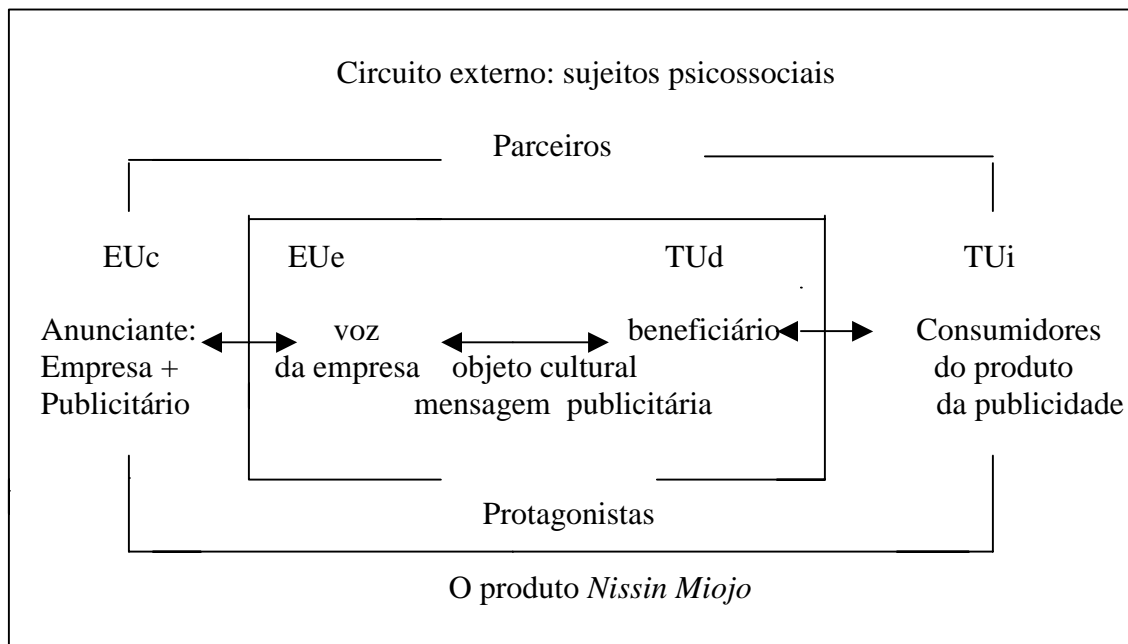 Circuito externo: sujeitos psicossociais
Parceiros
EUc EUe TUd TUi
Anunciante: voz beneficiário Consumidores
Empresa + da empresa objeto cultural do produto
Publicitário mensagem publicitária da publicidade
Protagonistas
O produto Nissin Miojo